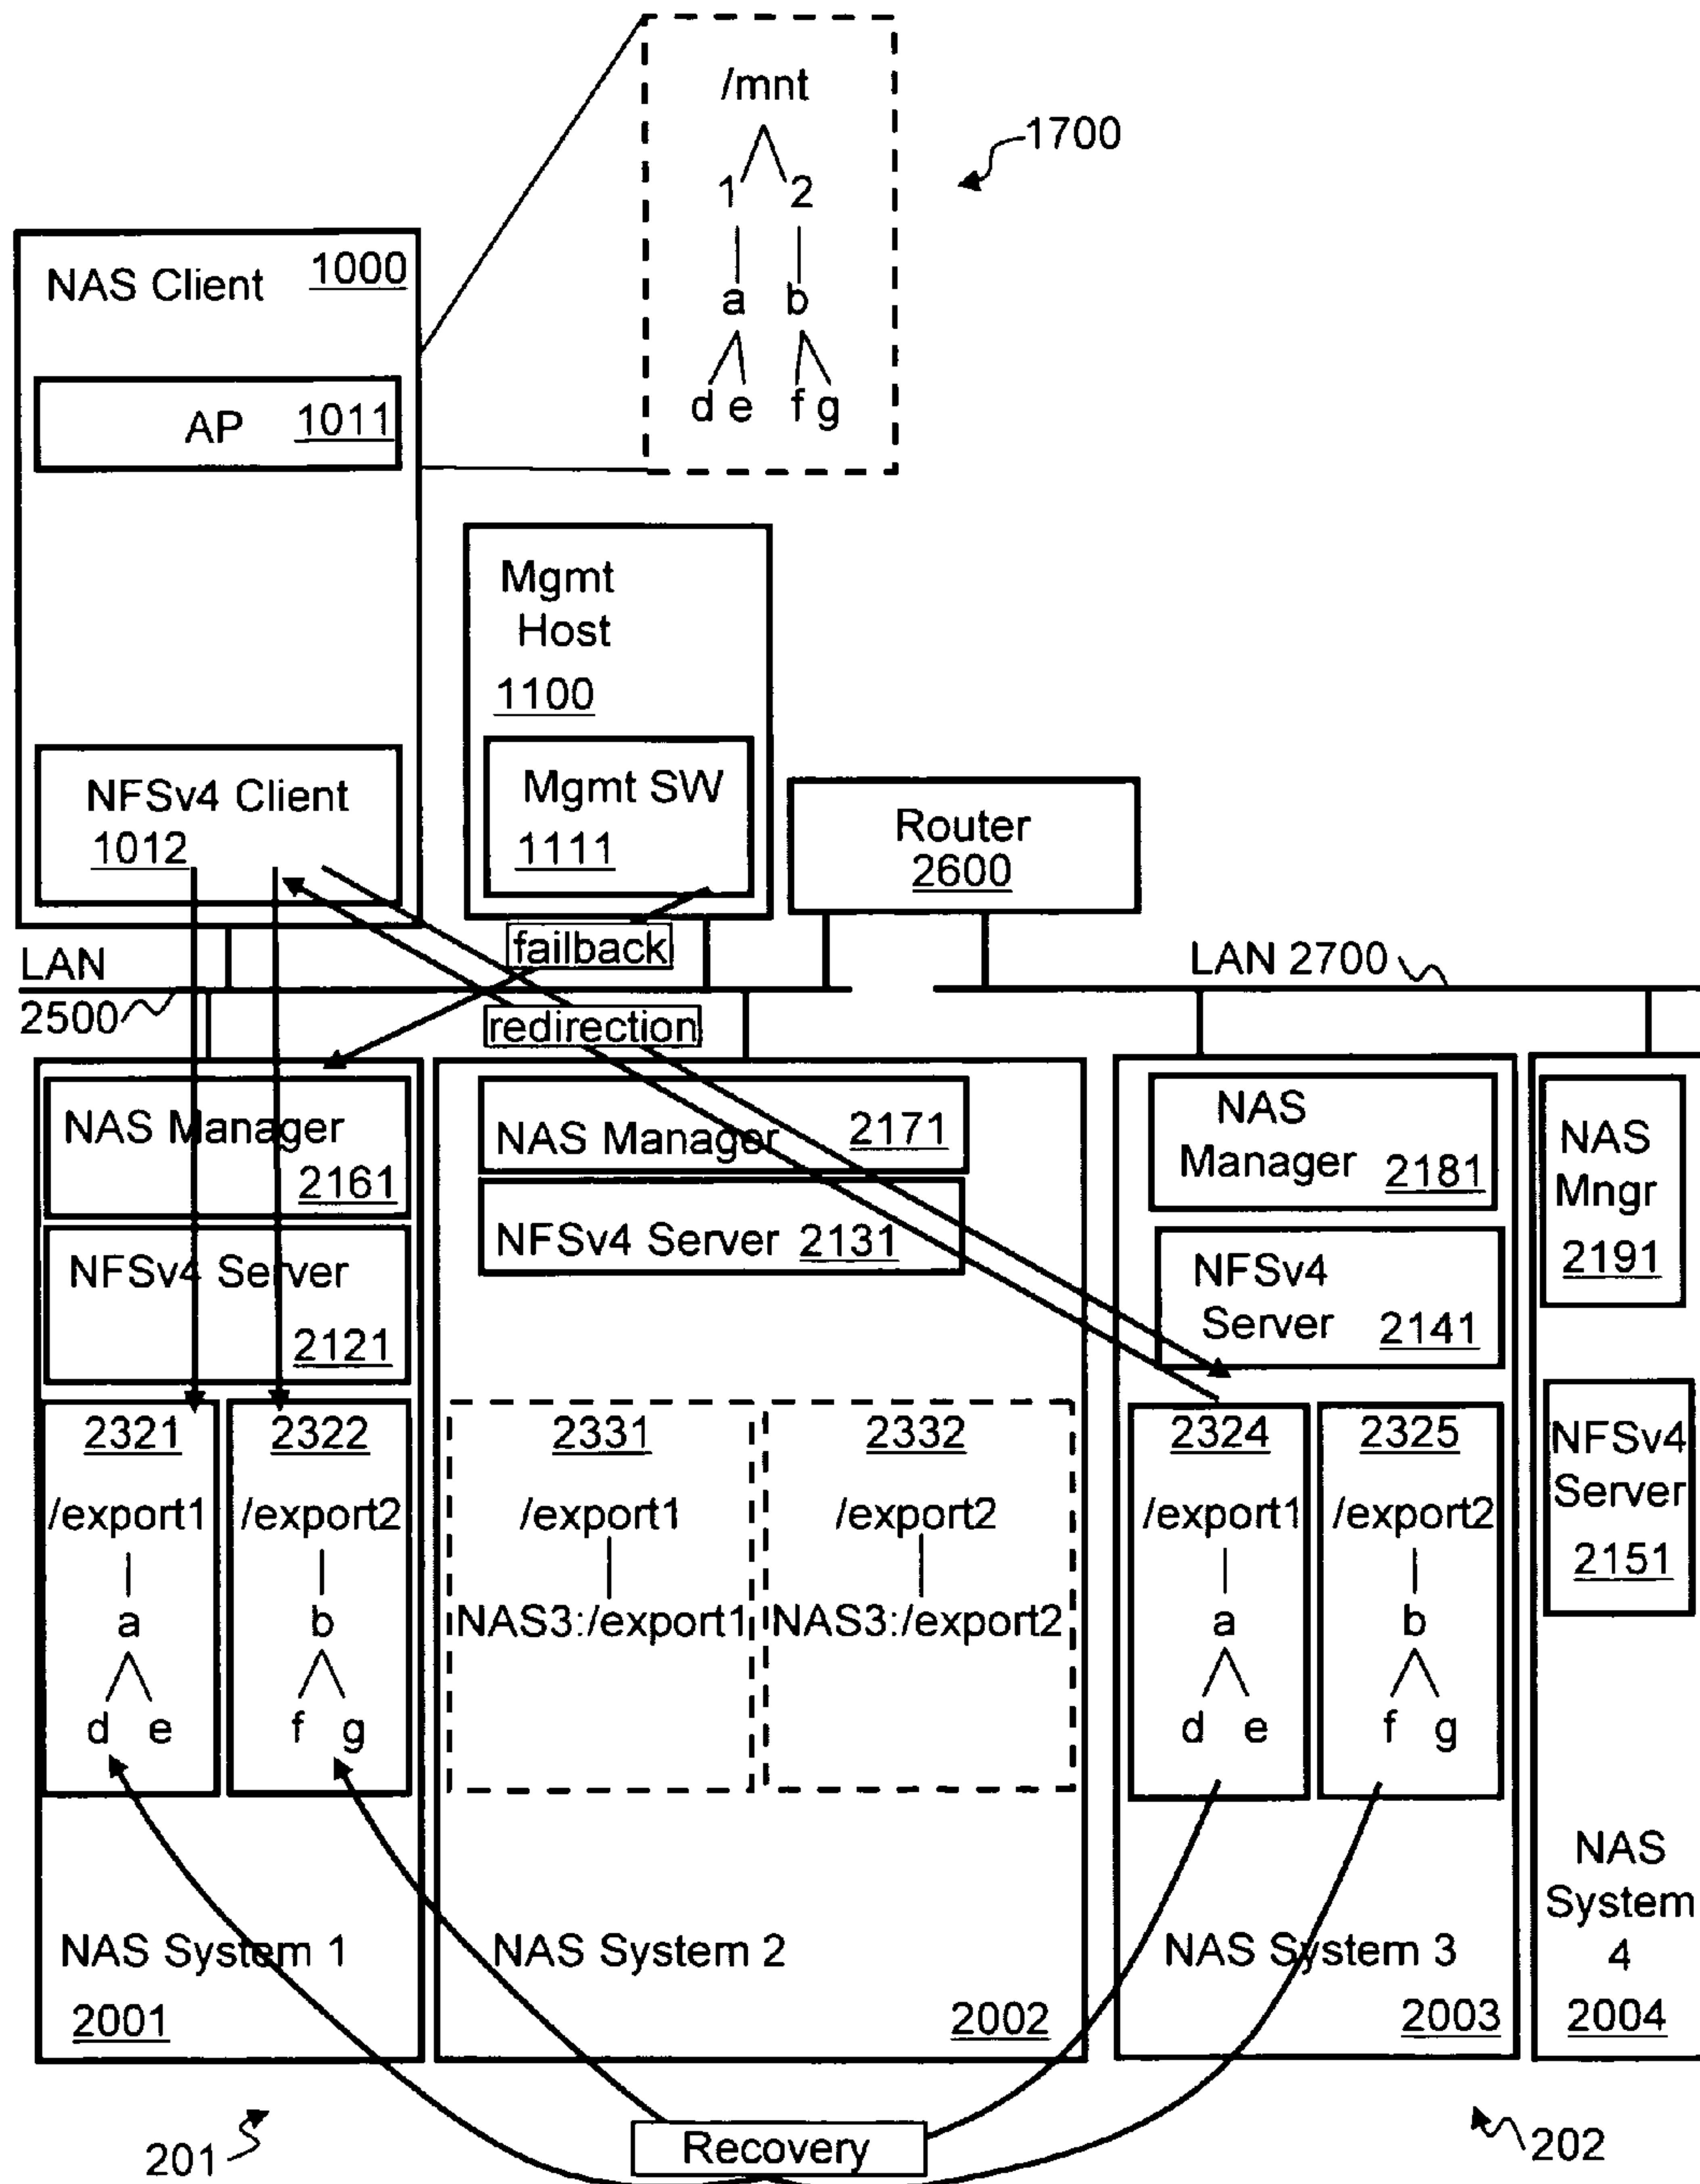 /mnt
1 2
a b
d e f g
1700
NAS Client 1000
AP 1011
NFSv4 Client
1012
Mgmt
Host
1100
Mgmt SW
1111
Router
2600
failback
redirection
LAN
2500
LAN 2700
NAS Manager
2161
NFSv4 Server
2121
2321
/export1
a
d e
2322
/export2
b
f g
NAS System 1
2001
NAS Manager 2171
NFSv4 Server 2131
2331
/export1
NAS3:/export1
2332
/export2
NAS3:/export2
NAS System 2
2002
NAS
Manager 2181
NFSv4
Server 2141
2324
/export1
a
d e
2325
/export2
b
f g
NAS System 3
2003
NAS
Mngr
2191
NFSv4
Server
2151
NAS
System
4
2004
201
Recovery
202